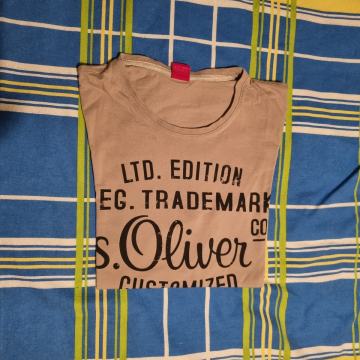 LTD. EDITION
EG. TRADEMARK
CO
s.Oliver
CUSTOMIZED